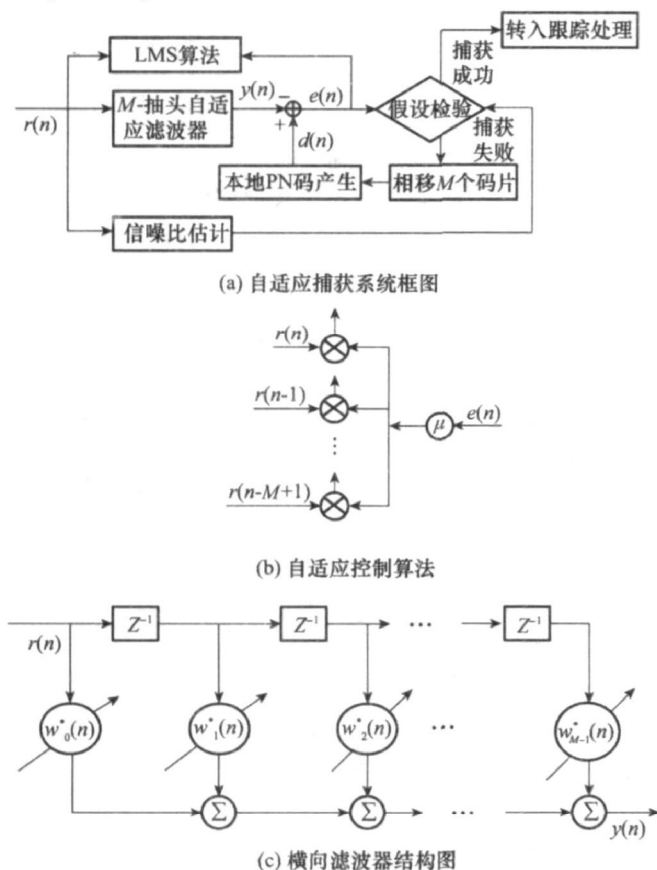 转入跟踪处理
LMS算法
捕获
成功
y(n)
−
e(n)
r(n)
M-抽头自适
应滤波器
+
假设检验
d(n)
捕获
失败
本地PN码产生
相移M个码片
信噪比估计
(a) 自适应捕获系统框图
r(n)
r(n-1)
μ
e(n)
⋮
r(n-M+1)
(b) 自适应控制算法
r(n)
Z⁻¹
Z⁻¹
···
Z⁻¹
w*₀(n)
w*₁(n)
w*₂(n)
···
w*M−1(n)
Σ
Σ
···
Σ
y(n)
(c) 横向滤波器结构图